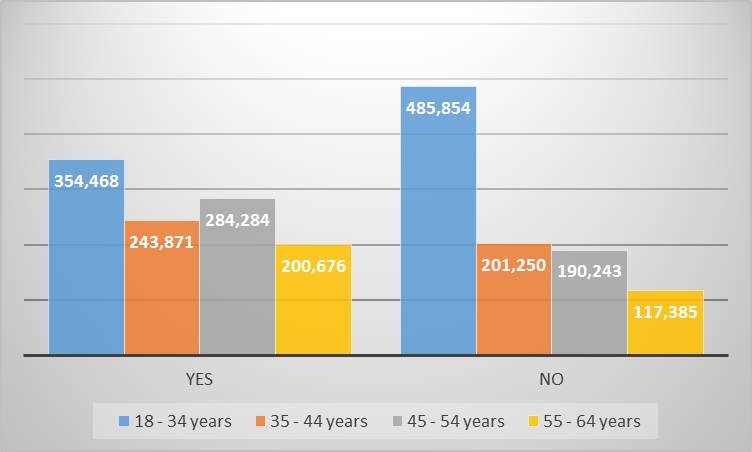 485,854
354,468
284,284
243,871
200,676
201,250
190,243
117,385
YES
NO
18 - 34 years
35 - 44 years
45 - 54 years
55 - 64 years